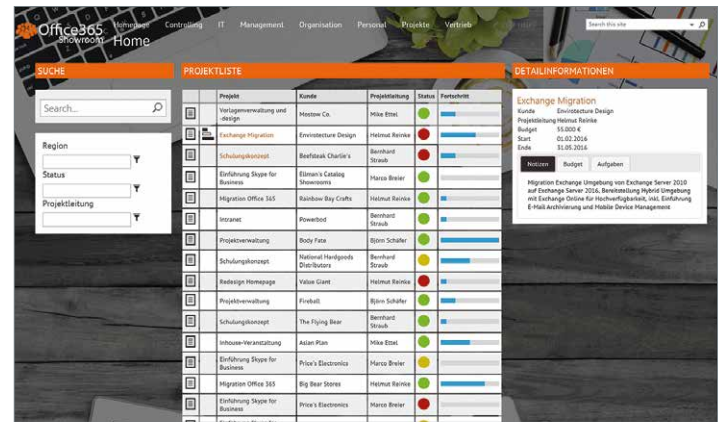 Office365
Showroom
Homepage Controlling IT Management Organisation Personal Projekte Vertrieb
Search this site
Home
SUCHE
PROJEKTLISTE
DETAILINFORMATIONEN
Search...
Region
Status
Projektleitung
Projekt Kunde Projektleitung Status Fortschritt
Vorlagenverwaltung und
-design
Mostow Co. Mike Ettel
Exchange Migration Envirotecture Design Helmut Reinke
Schulungskonzept Beefsteak Charlie's Bernhard
Straub
Einführung Skype for
Business
Ellman's Catalog
Showrooms
Marco Breier
Migration Office 365 Rainbow Bay Crafts Helmut Reinke
Intranet Powerbod Bernhard
Straub
Projektverwaltung Body Fate Björn Schäfer
Schulungskonzept National Hardgoods
Distributors
Bernhard
Straub
Redesign Homepage Value Giant Helmut Reinke
Projektverwaltung Fireball Björn Schäfer
Schulungskonzept The Flying Bear Bernhard
Straub
Inhouse-Veranstaltung Asian Plan Mike Ettel
Einführung Skype for
Business
Price's Electronics Marco Breier
Migration Office 365 Big Bear Stores Helmut Reinke
Einführung Skype for
Business
Price's Electronics Marco Breier
Einführung Skype for
Exchange Migration
Kunde Envirotecture Design
Projektleitung Helmut Reinke
Budget 55.000 €
Start 01.02.2016
Ende 31.05.2016
Notizen Budget Aufgaben
Migration Exchange Umgebung von Exchange Server 2010
auf Exchange Server 2016, Bereitstellung Hybrid Umgebung
mit Exchange Online für Hochverfügbarkeit, inkl. Einführung
E-Mail Archivierung und Mobile Device Management